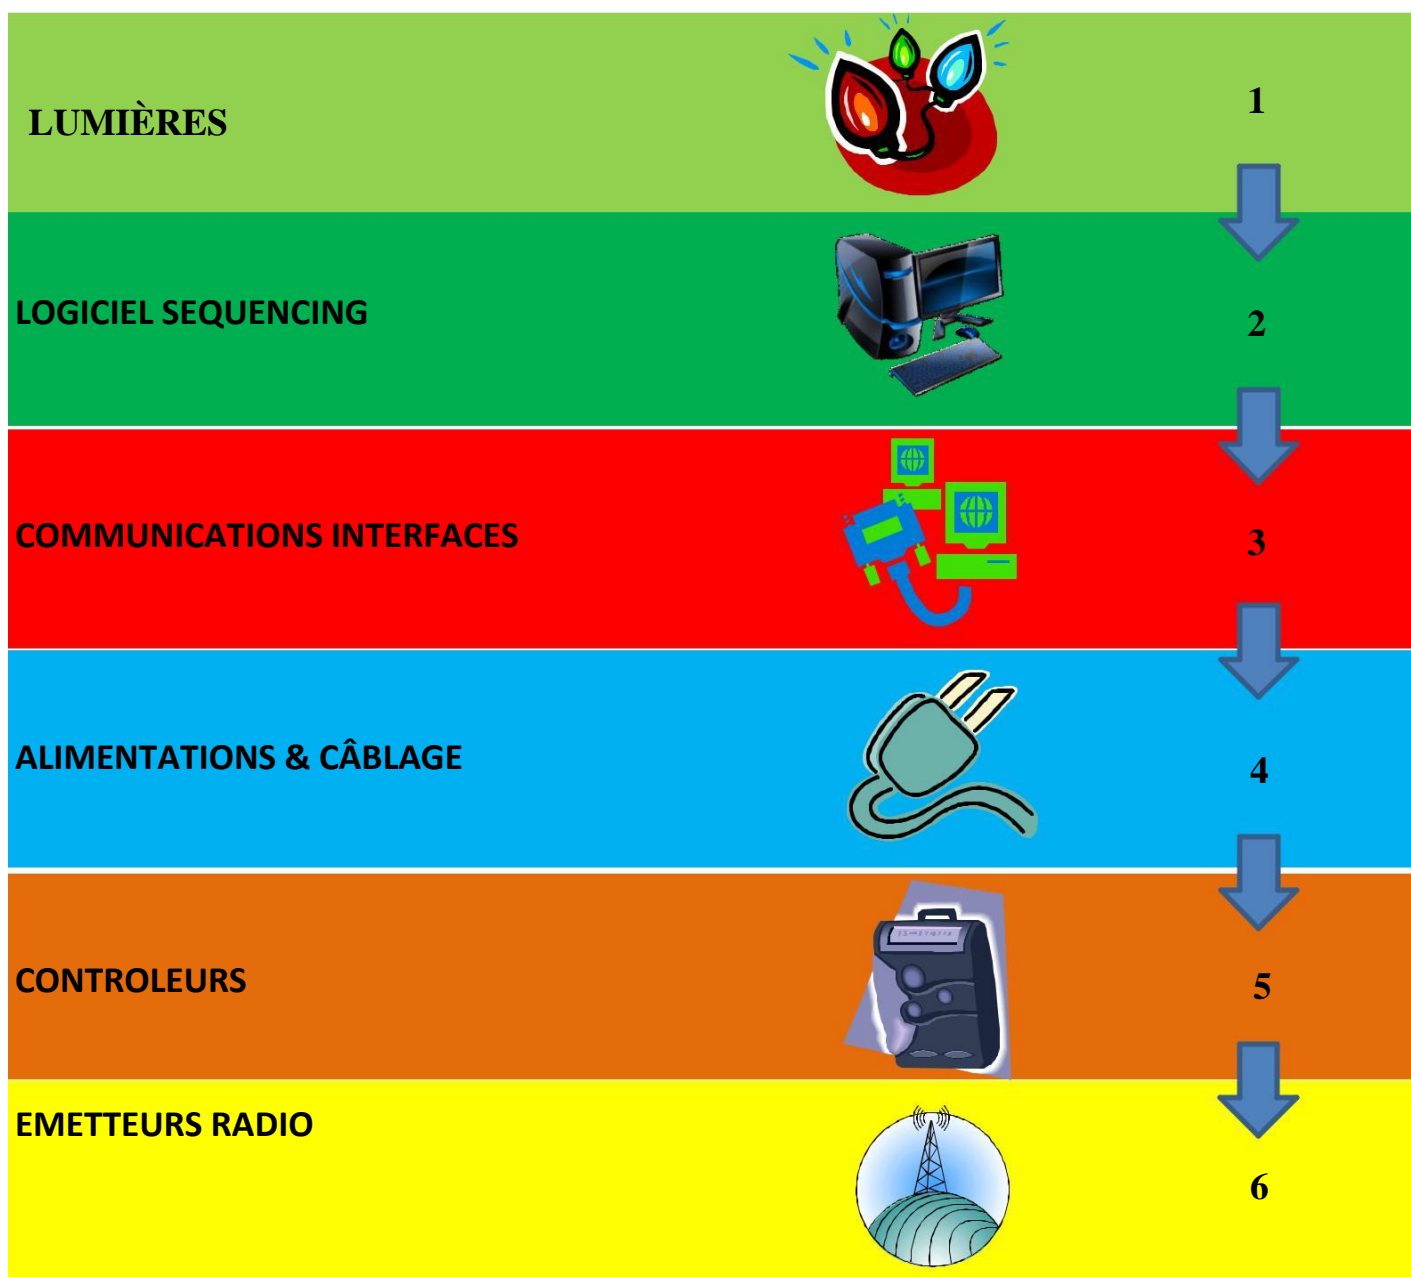 LUMIÈRES
1
LOGICIEL SEQUENCING
2
COMMUNICATIONS INTERFACES
3
ALIMENTATIONS & CÂBLAGE
4
CONTROLEURS
5
EMETTEURS RADIO
6